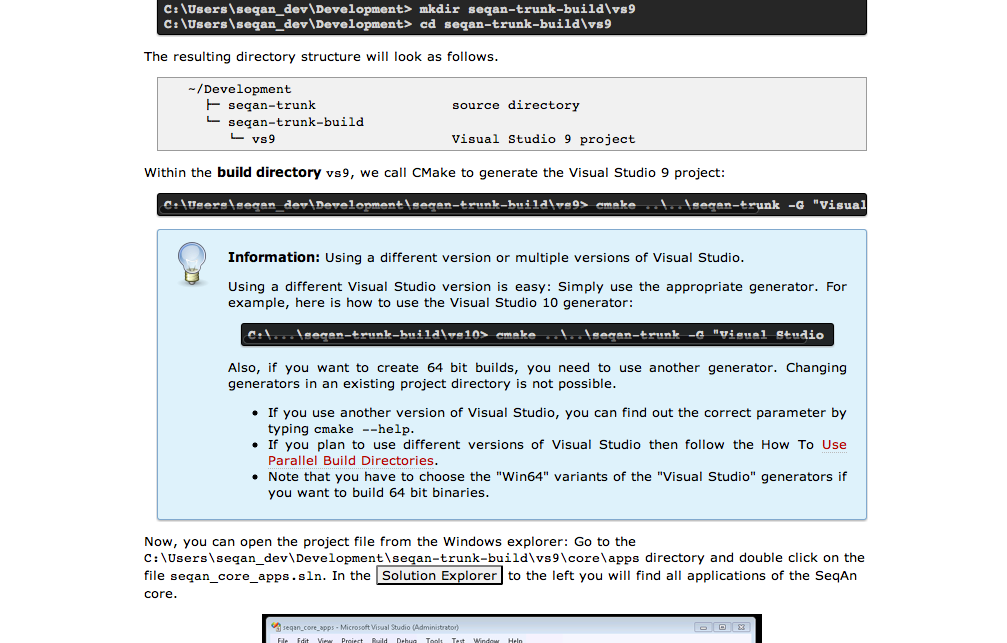 C:\Users\seqan_dev\Development> mkdir seqan-trunk-build\vs9
C:\Users\seqan_dev\Development> cd seqan-trunk-build\vs9
The resulting directory structure will look as follows.
~/Development
├─ seqan-trunk source directory
└─ seqan-trunk-build
└─ vs9 Visual Studio 9 project
Within the build directory vs9, we call CMake to generate the Visual Studio 9 project:
C:\Users\seqan_dev\Development\seqan-trunk-build\vs9> cmake ..\..\seqan-trunk -G "Visual
Information: Using a different version or multiple versions of Visual Studio.
Using a different Visual Studio version is easy: Simply use the appropriate generator. For
example, here is how to use the Visual Studio 10 generator:
C:\...\seqan-trunk-build\vs10> cmake ..\..\seqan-trunk -G "Visual Studio
Also, if you want to create 64 bit builds, you need to use another generator. Changing
generators in an existing project directory is not possible.
• If you use another version of Visual Studio, you can find out the correct parameter by
typing cmake --help.
• If you plan to use different versions of Visual Studio then follow the How To Use
Parallel Build Directories.
• Note that you have to choose the "Win64" variants of the "Visual Studio" generators if
you want to build 64 bit binaries.
Now, you can open the project file from the Windows explorer: Go to the
C:\Users\seqan_dev\Development\seqan-trunk-build\vs9\core\apps directory and double click on the
file seqan_core_apps.sln. In the Solution Explorer to the left you will find all applications of the SeqAn
core.
seqan_core_apps - Microsoft Visual Studio (Administrator)
File Edit View Project Build Debug Tools Test Window Help